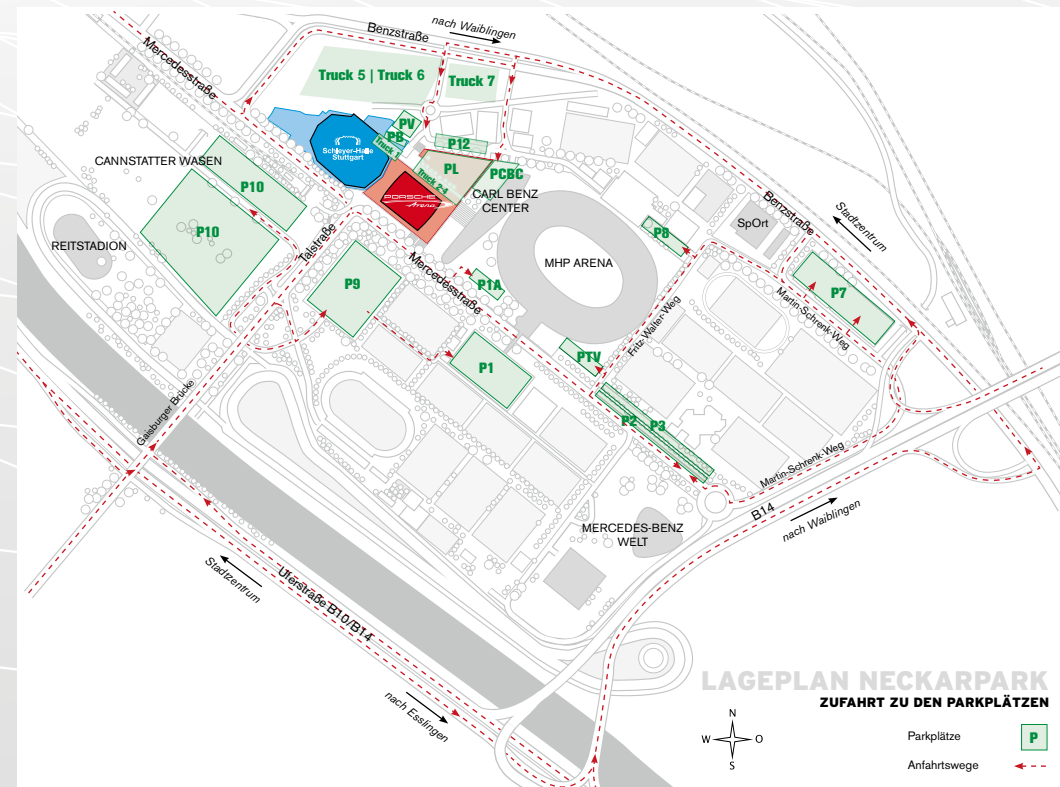 nach Waiblingen
Benzstraße
Mercedesstraße
Truck 5 | Truck 6
Truck 7
PV
PB
Truck 1
Schleyer-Halle
Stuttgart
P12
PL
Truck 2-4
PCBC
CARL BENZ
CENTER
PORSCHE
Arena
CANNSTATTER WASEN
P10
P10
REITSTADION
Talstraße
Mercedesstraße
P9
P1A
MHP ARENA
P8
SpOrt
Benzstraße
Stadtzentrum
P7
Martin-Schrenk-Weg
Fritz-Walter-Weg
P1
PTV
P2
P3
Gaisburger Brücke
Martin-Schrenk-Weg
B14
nach Waiblingen
MERCEDES-BENZ
WELT
Stadtzentrum
Uferstraße B10/B14
nach Esslingen
LAGEPLAN NECKARPARK
ZUFAHRT ZU DEN PARKPLÄTZEN
N
W
O
S
Parkplätze
P
Anfahrtswege